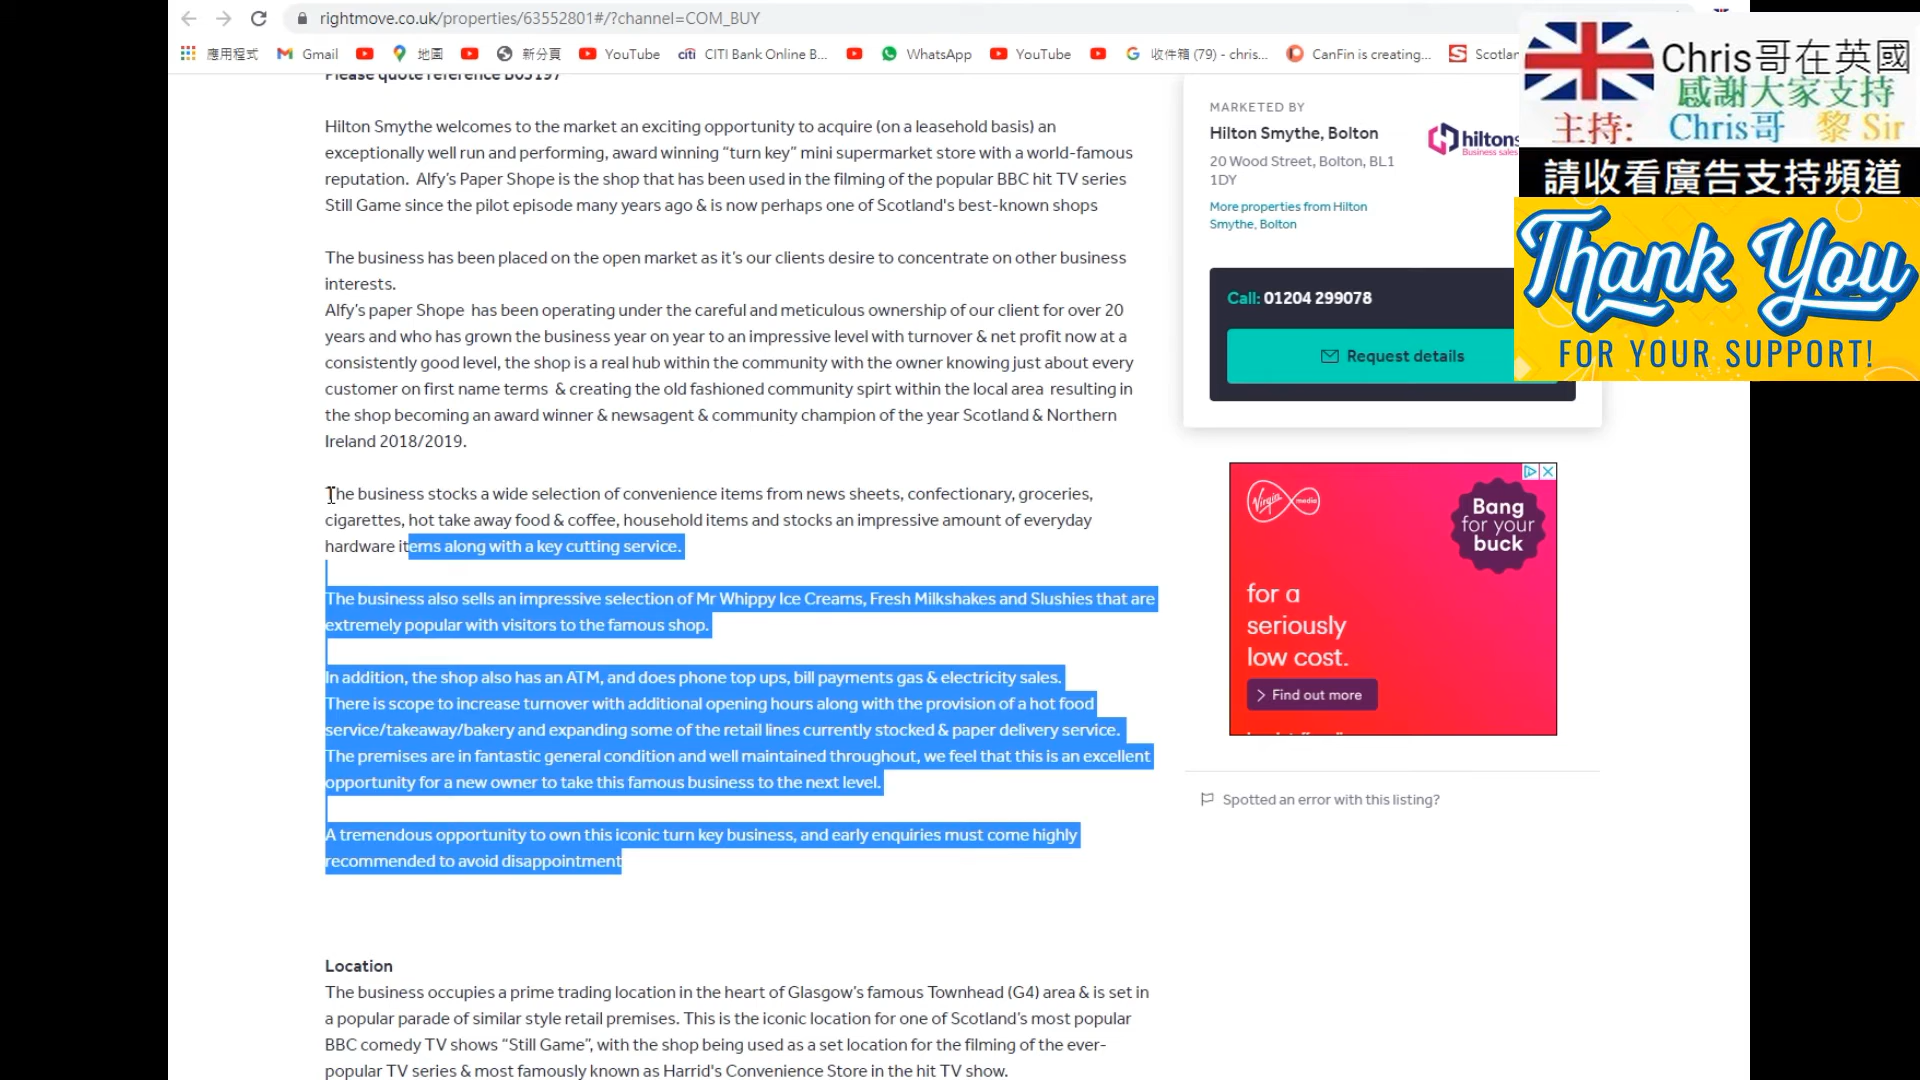 rightmove.co.uk/properties/63552801#/?channel=COM_BUY
應用程式 Gmail 地圖 新分頁 YouTube CITI Bank Online B... WhatsApp YouTube 收件箱 (79) - chris... CanFin is creating... Scotlan
Please quote reference B03197
Hilton Smythe welcomes to the market an exciting opportunity to acquire (on a leasehold basis) an
exceptionally well run and performing, award winning “turn key” mini supermarket store with a world-famous
reputation. Alfy’s Paper Shope is the shop that has been used in the filming of the popular BBC hit TV series
Still Game since the pilot episode many years ago & is now perhaps one of Scotland's best-known shops
The business has been placed on the open market as it’s our clients desire to concentrate on other business
interests.
Alfy’s paper Shope has been operating under the careful and meticulous ownership of our client for over 20
years and who has grown the business year on year to an impressive level with turnover & net profit now at a
consistently good level, the shop is a real hub within the community with the owner knowing just about every
customer on first name terms & creating the old fashioned community spirt within the local area resulting in
the shop becoming an award winner & newsagent & community champion of the year Scotland & Northern
Ireland 2018/2019.
The business stocks a wide selection of convenience items from news sheets, confectionary, groceries,
cigarettes, hot take away food & coffee, household items and stocks an impressive amount of everyday
hardware items along with a key cutting service.
The business also sells an impressive selection of Mr Whippy Ice Creams, Fresh Milkshakes and Slushies that are
extremely popular with visitors to the famous shop.
In addition, the shop also has an ATM, and does phone top ups, bill payments gas & electricity sales.
There is scope to increase turnover with additional opening hours along with the provision of a hot food
service/takeaway/bakery and expanding some of the retail lines currently stocked & paper delivery service.
The premises are in fantastic general condition and well maintained throughout, we feel that this is an excellent
opportunity for a new owner to take this famous business to the next level.
A tremendous opportunity to own this iconic turn key business, and early enquiries must come highly
recommended to avoid disappointment
Location
The business occupies a prime trading location in the heart of Glasgow’s famous Townhead (G4) area & is set in
a popular parade of similar style retail premises. This is the iconic location for one of Scotland’s most popular
BBC comedy TV shows “Still Game”, with the shop being used as a set location for the filming of the ever-
popular TV series & most famously known as Harrid's Convenience Store in the hit TV show.
MARKETED BY
Hilton Smythe, Bolton
20 Wood Street, Bolton, BL1
1DY
More properties from Hilton
Smythe, Bolton
hiltons
Business sales
Call: 01204 299078
Request details
Virgin media
Bang
for your
buck
for a
seriously
low cost.
Find out more
Spotted an error with this listing?
Chris哥在英國
感謝大家支持
主持: Chris哥 黎 Sir
請收看廣告支持頻道
Thank You
FOR YOUR SUPPORT!